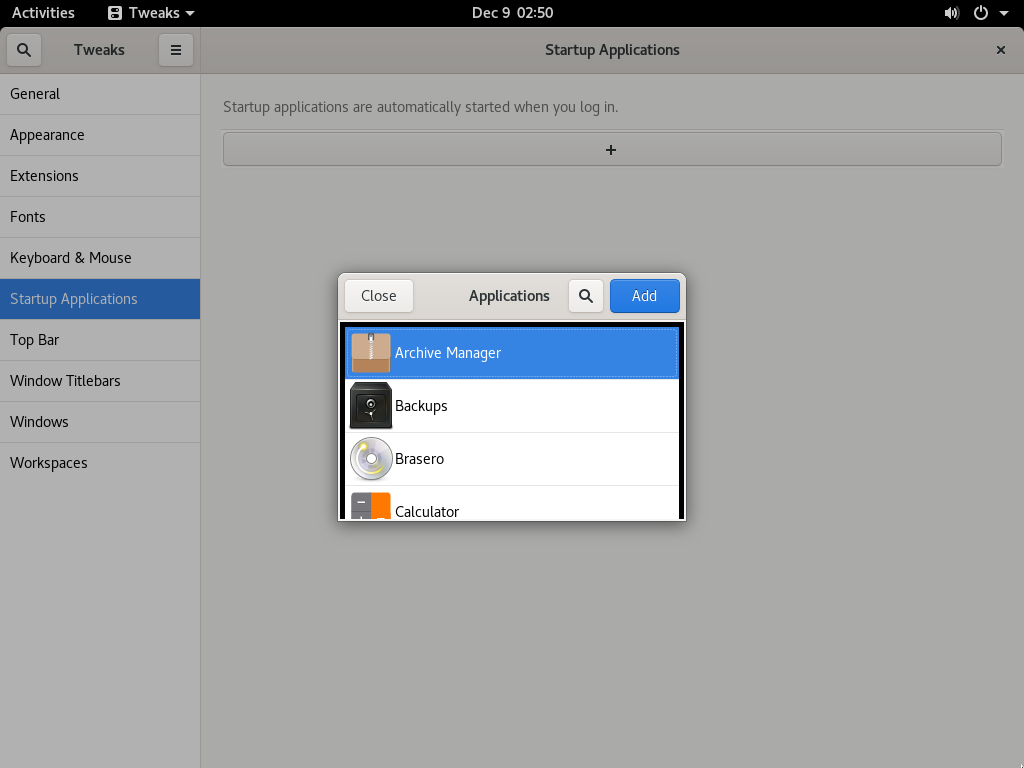 Activities Tweaks Dec 9 02:50
Tweaks Startup Applications
General
Appearance
Extensions
Fonts
Keyboard & Mouse
Startup Applications
Top Bar
Window Titlebars
Windows
Workspaces
Startup applications are automatically started when you log in.
+
Close Applications Add
Archive Manager
Backups
Brasero
Calculator